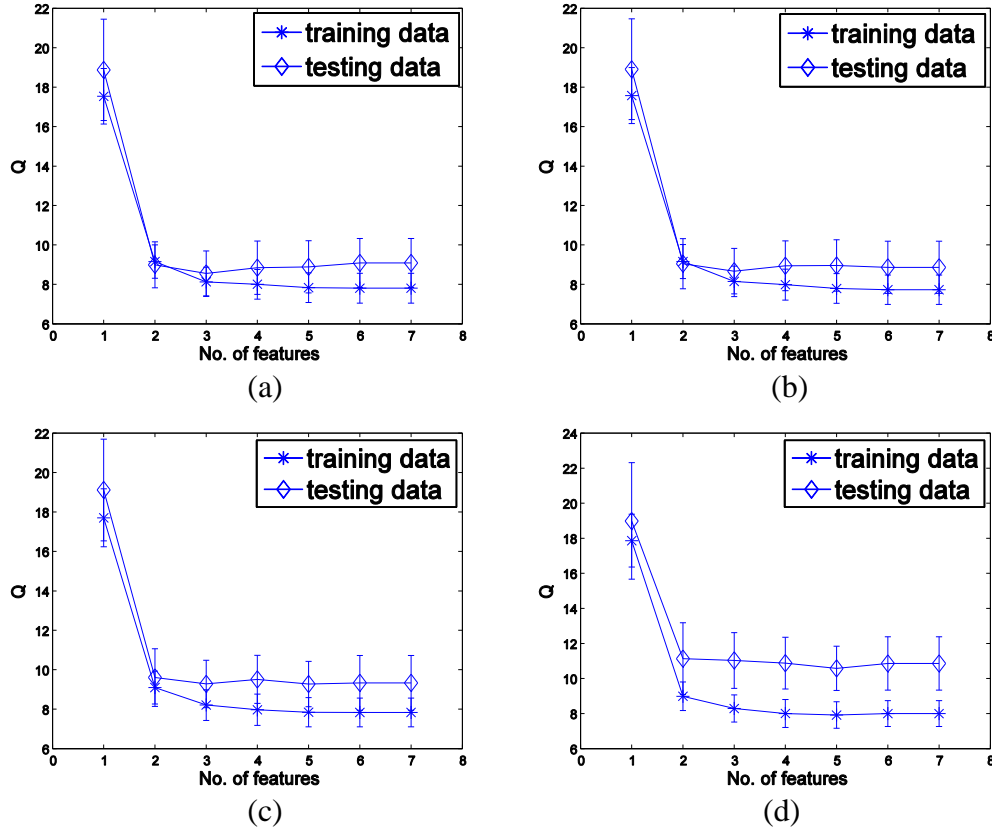 22
20
18
16
14
12
10
8
6
Q
training data
testing data
0 1 2 3 4 5 6 7 8
No. of features
(a)
22
20
18
16
14
12
10
8
6
Q
training data
testing data
0 1 2 3 4 5 6 7 8
No. of features
(b)
22
20
18
16
14
12
10
8
6
Q
training data
testing data
0 1 2 3 4 5 6 7 8
No. of features
(c)
24
22
20
18
16
14
12
10
8
6
Q
training data
testing data
0 1 2 3 4 5 6 7 8
No. of features
(d)